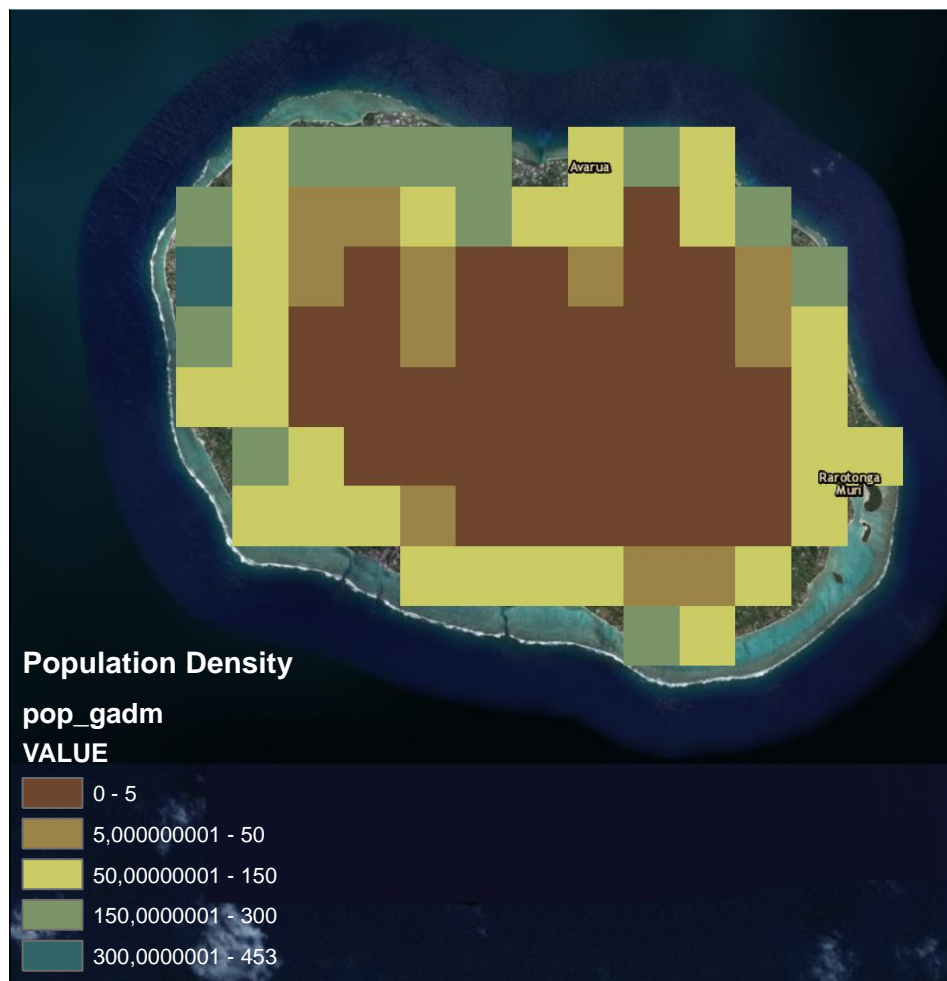 Avarua
Rarotonga
Muri
Population Density
pop_gadm
VALUE
0 - 5
5,000000001 - 50
50,00000001 - 150
150,0000001 - 300
300,0000001 - 453